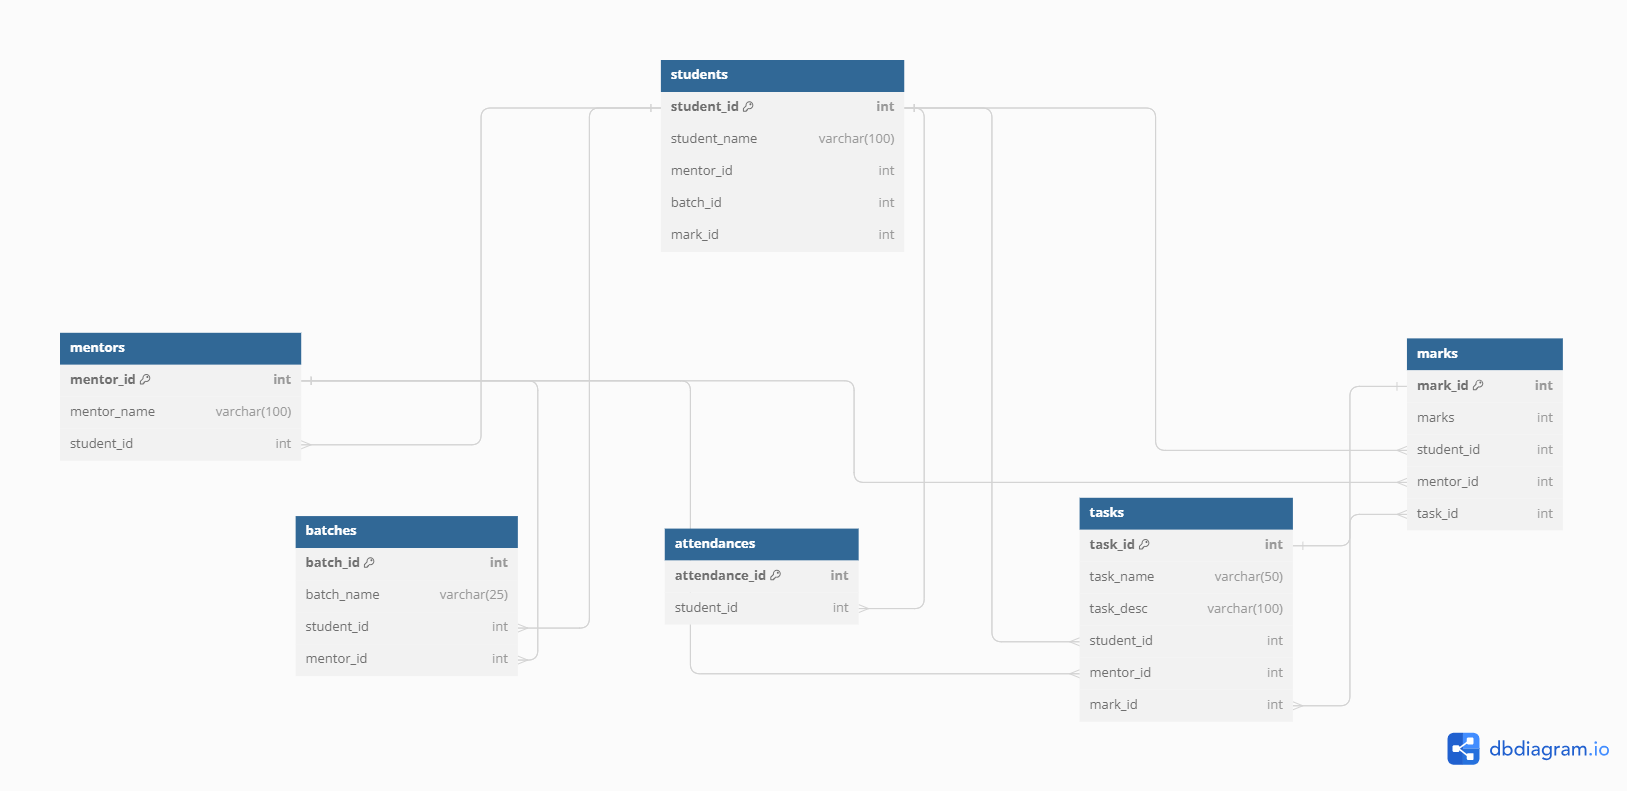 students
student_id int
student_name varchar(100)
mentor_id int
batch_id int
mark_id int
mentors
mentor_id int
mentor_name varchar(100)
student_id int
marks
mark_id int
marks int
student_id int
mentor_id int
task_id int
batches
batch_id int
batch_name varchar(25)
student_id int
mentor_id int
attendances
attendance_id int
student_id int
tasks
task_id int
task_name varchar(50)
task_desc varchar(100)
student_id int
mentor_id int
mark_id int
dbdiagram.io